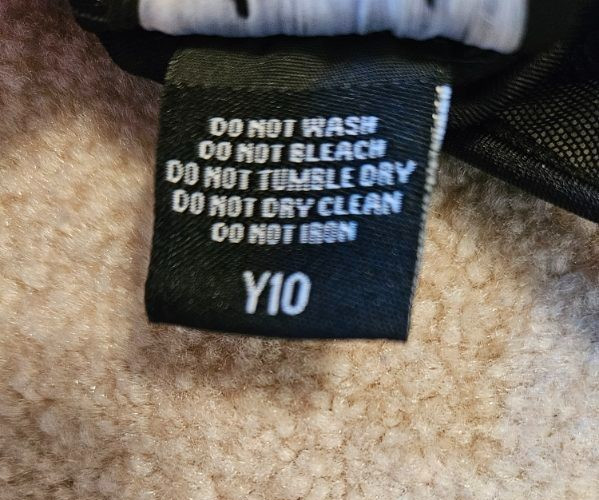 DO NOT WASH
DO NOT BLEACH
DO NOT TUMBLE DRY
DO NOT DRY CLEAN
DO NOT IRON
Y10